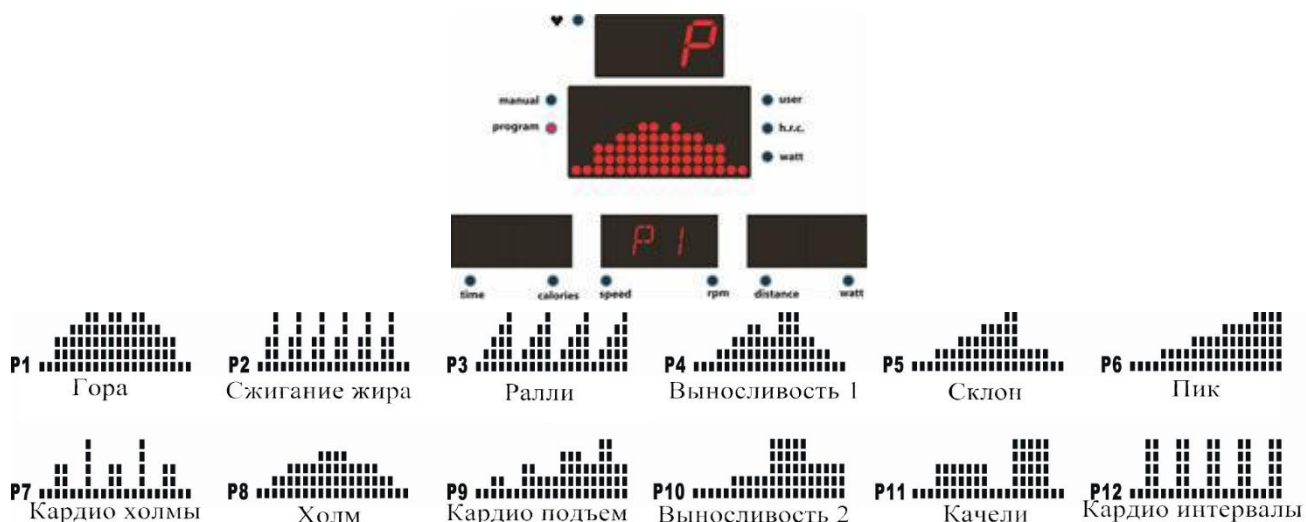 ♥ P
manual user
program h.r.c.
watt
P1
time calories speed rpm distance watt
P1 P2 P3 P4 P5 P6
Гора Сжигание жира Ралли Выносливость 1 Склон Пик
P7 P8 P9 P10 P11 P12
Кардио холмы Холм Кардио подъем Выносливость 2 Качели Кардио интервалы